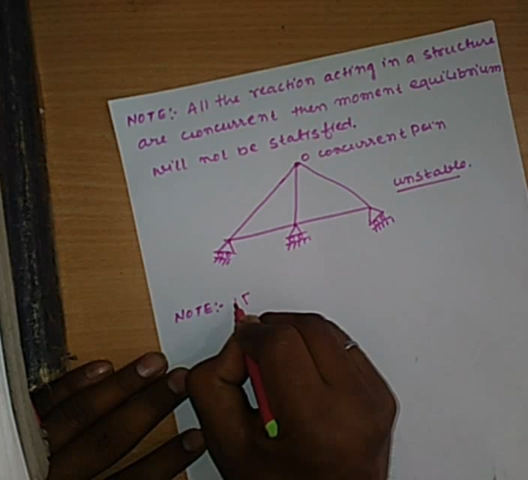 NOTE:- All the reaction acting in a structure
are concurrent then moment equilibrium
will not be statisfied.
O concurrent poin
unstable.
NOTE:- if